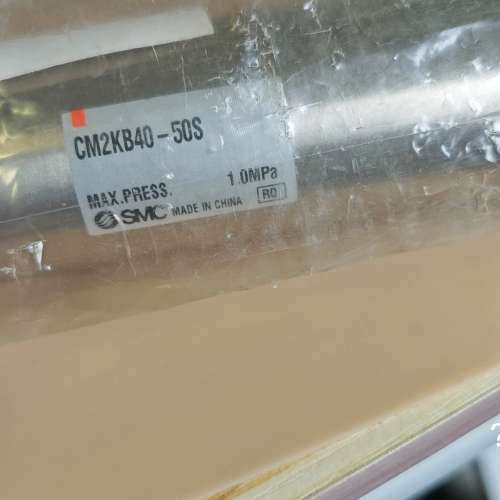 CM2KB40-50S
MAX.PRESS. 1.0MPa
SMC MADE IN CHINA RO